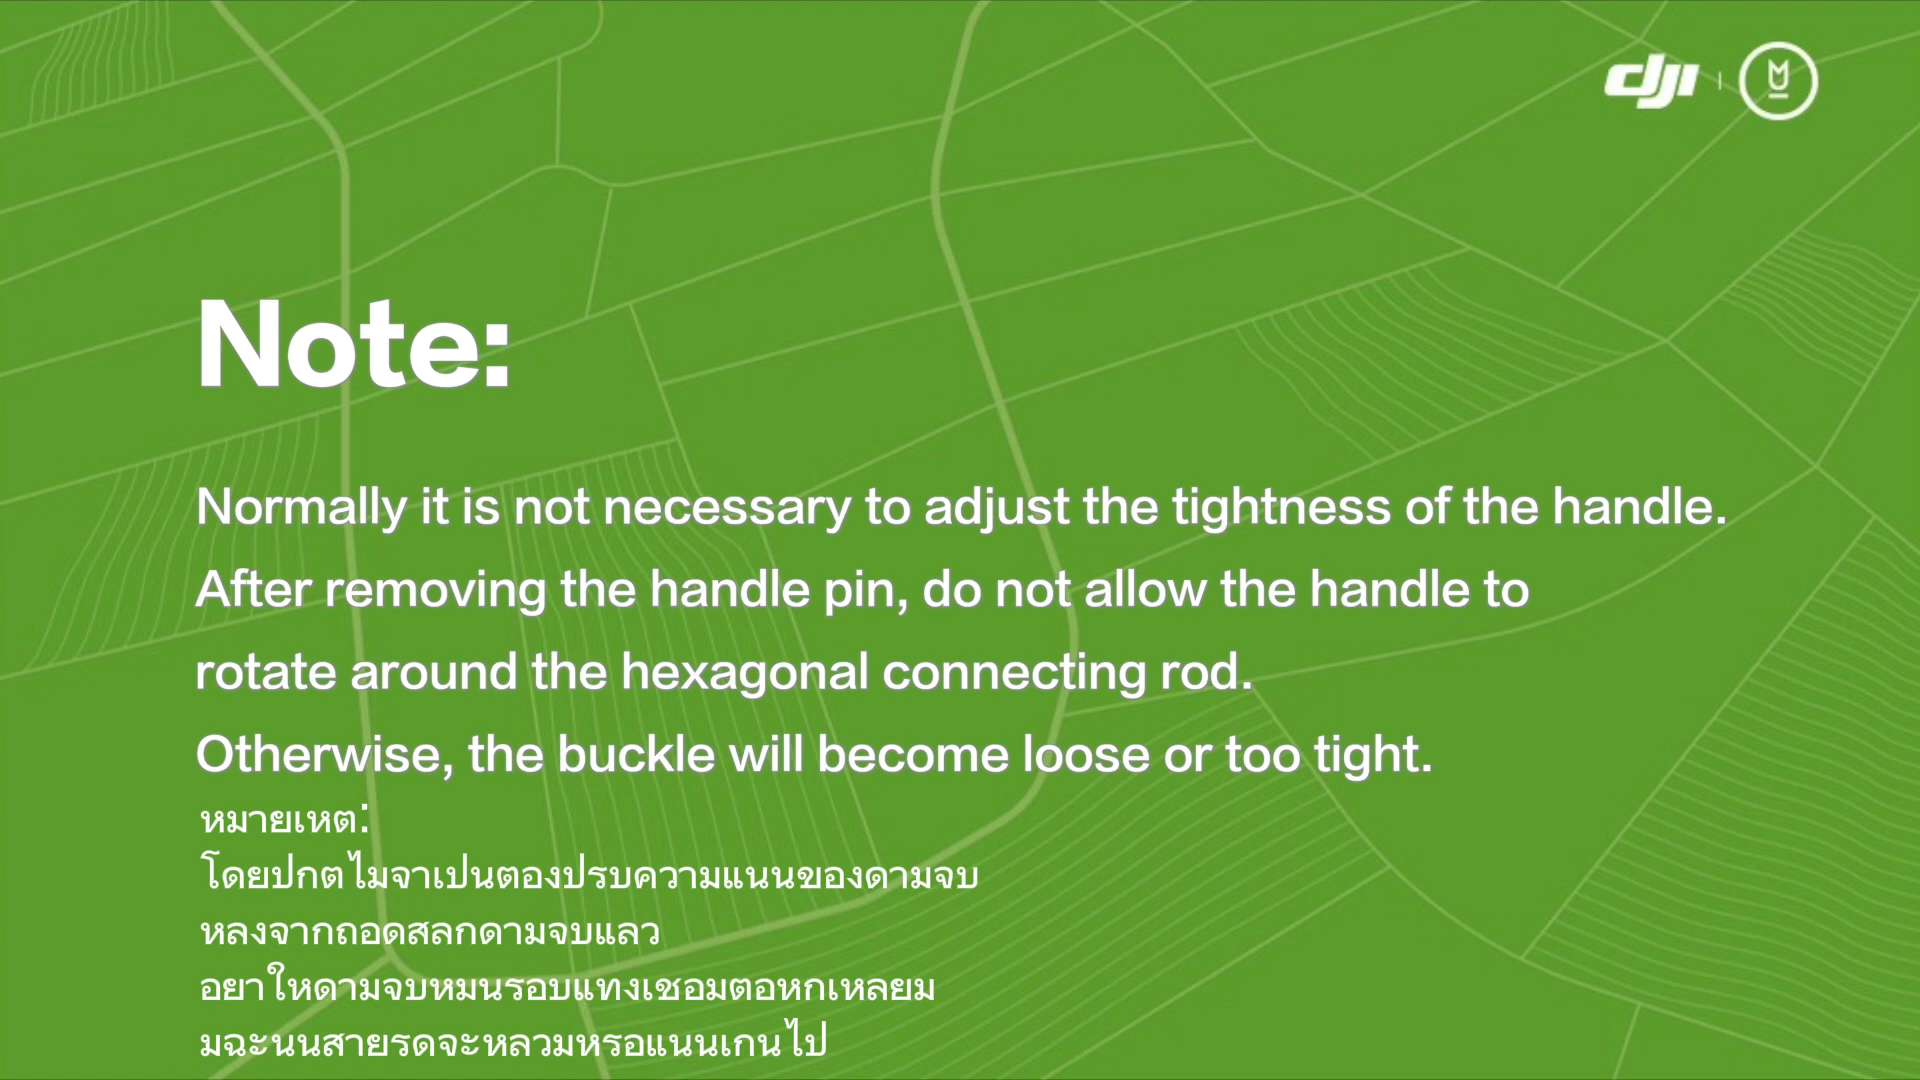 dji
Note:
Normally it is not necessary to adjust the tightness of the handle.
After removing the handle pin, do not allow the handle to
rotate around the hexagonal connecting rod.
Otherwise, the buckle will become loose or too tight.
หมายเหต:
โดยปกตไมจาเปนตองปรบความแนนของดามจบ
หลงจากถอดสลกดามจบแลว
อยาใหดามจบหมนรอบแทงเชอมตอหกเหลยม
มฉะนนสายรดจะหลวมหรอแนนเกนไป